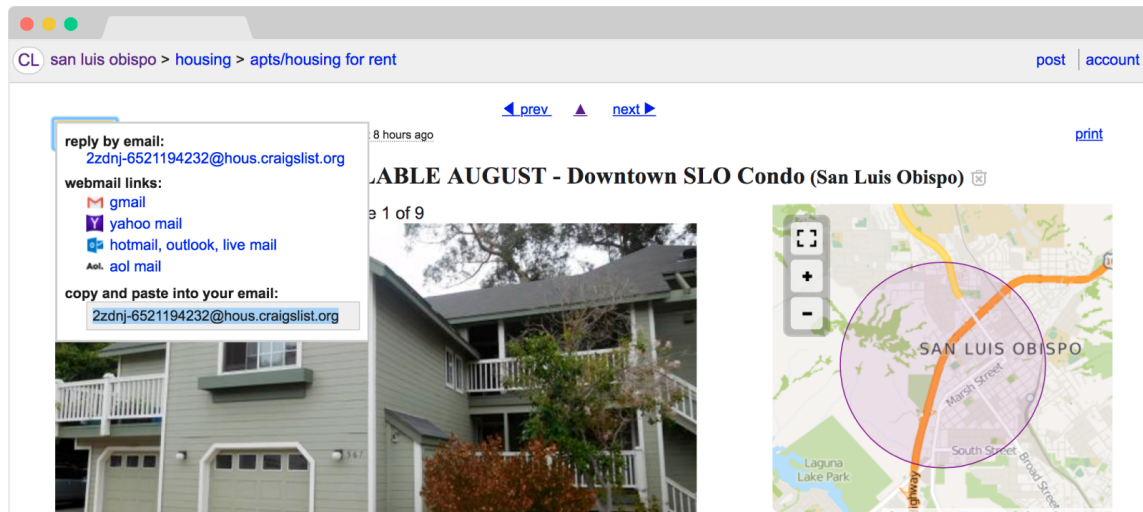 CL san luis obispo > housing > apts/housing for rent post account
◀ prev ▲ next ▶
8 hours ago print
reply by email:
2zdnj-6521194232@hous.craigslist.org
LABLE AUGUST - Downtown SLO Condo (San Luis Obispo)
webmail links:
gmail
e 1 of 9
yahoo mail
hotmail, outlook, live mail
Aol. aol mail
copy and paste into your email:
2zdnj-6521194232@hous.craigslist.org
367
+
-
SAN LUIS OBISPO
Marsh Street
South Street
Broad Street
Laguna
Lake Park